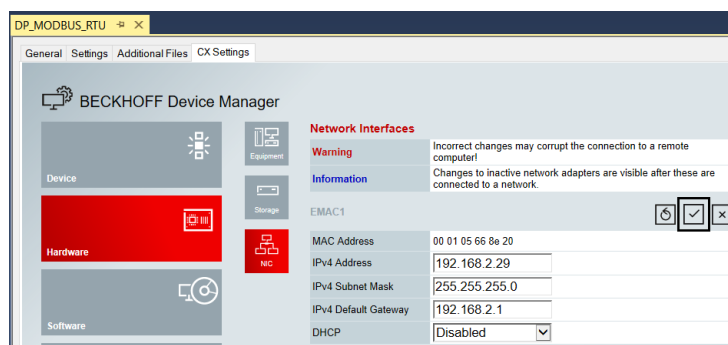 DP_MODBUS_RTU
General Settings Additional Files CX Settings
BECKHOFF Device Manager
Device
Hardware
Software
Equipment
Storage
NIC
Network Interfaces
Warning Incorrect changes may corrupt the connection to a remote
computer!
Information Changes to inactive network adapters are visible after these are
connected to a network.
EMAC1
MAC Address 00 01 05 66 8e 20
IPv4 Address 192.168.2.29
IPv4 Subnet Mask 255.255.255.0
IPv4 Default Gateway 192.168.2.1
DHCP Disabled